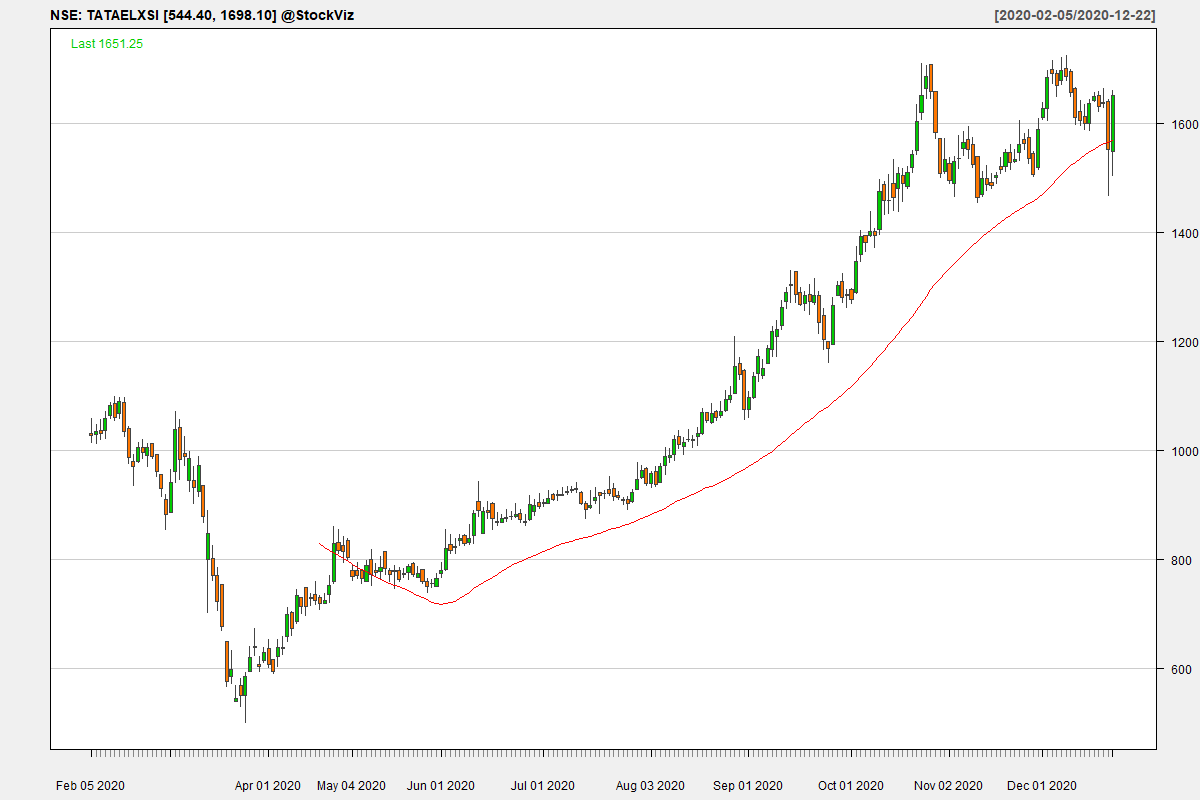 NSE: TATAELXSI [544.40, 1698.10] @StockViz [2020-02-05/2020-12-22]
Last 1651.25
1600
1400
1200
1000
800
600
Feb 05 2020 Apr 01 2020 May 04 2020 Jun 01 2020 Jul 01 2020 Aug 03 2020 Sep 01 2020 Oct 01 2020 Nov 02 2020 Dec 01 2020